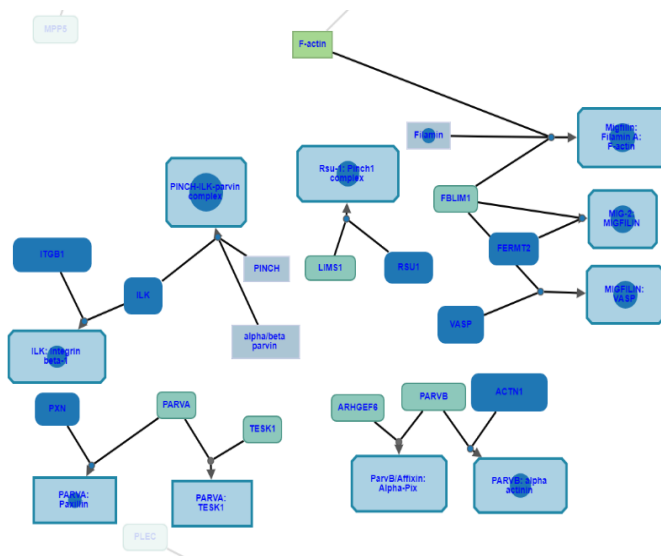 MPP5
F-actin
Filamin
Migfilin:
Filamin A:
F-actin
PINCH-ILK-parvin
complex
Rsu-1: Pinch1
complex
FBLIM1
MIG-2:
MIGFILIN
ITGB1
FERMT2
LIMS1
RSU1
PINCH
ILK
MIGFILIN:
VASP
VASP
alpha/beta
parvin
ILK: Integrin
beta-1
PXN
PARVA
TESK1
ARHGEF6
PARVB
ACTN1
PARVA:
Paxillin
PARVA:
TESK1
ParvB/Affixin:
Alpha-Pix
PARVB: alpha
actinin
PLEC